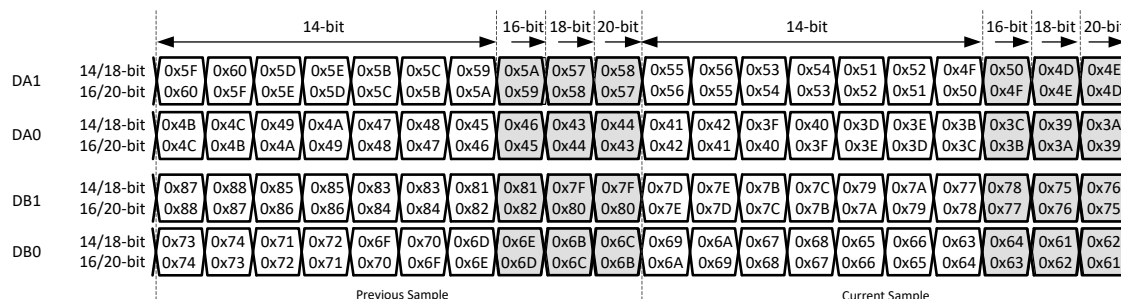 14-bit 16-bit 18-bit 20-bit 14-bit 16-bit 18-bit 20-bit
DA1
14/18-bit 0x5F 0x60 0x5D 0x5E 0x5B 0x5C 0x59 0x5A 0x57 0x58 0x55 0x56 0x53 0x54 0x51 0x52 0x4F 0x50 0x4D 0x4E
16/20-bit 0x60 0x5F 0x5E 0x5D 0x5C 0x5B 0x5A 0x59 0x58 0x57 0x56 0x55 0x54 0x53 0x52 0x51 0x50 0x4F 0x4E 0x4D
DA0
14/18-bit 0x4B 0x4C 0x49 0x4A 0x47 0x48 0x45 0x46 0x43 0x44 0x41 0x42 0x3F 0x40 0x3D 0x3E 0x3B 0x3C 0x39 0x3A
16/20-bit 0x4C 0x4B 0x4A 0x49 0x48 0x47 0x46 0x45 0x44 0x43 0x42 0x41 0x40 0x3F 0x3E 0x3D 0x3C 0x3B 0x3A 0x39
DB1
14/18-bit 0x87 0x88 0x85 0x85 0x83 0x83 0x81 0x81 0x7F 0x7F 0x7D 0x7E 0x7B 0x7C 0x79 0x7A 0x77 0x78 0x75 0x76
16/20-bit 0x88 0x87 0x86 0x86 0x84 0x84 0x82 0x82 0x80 0x80 0x7E 0x7D 0x7C 0x7B 0x7A 0x79 0x78 0x77 0x76 0x75
DB0
14/18-bit 0x73 0x74 0x71 0x72 0x6F 0x70 0x6D 0x6E 0x6B 0x6C 0x69 0x6A 0x67 0x68 0x65 0x66 0x63 0x64 0x61 0x62
16/20-bit 0x74 0x73 0x72 0x71 0x70 0x6F 0x6E 0x6D 0x6C 0x6B 0x6A 0x69 0x68 0x67 0x66 0x65 0x64 0x63 0x62 0x61
Previous Sample Current Sample